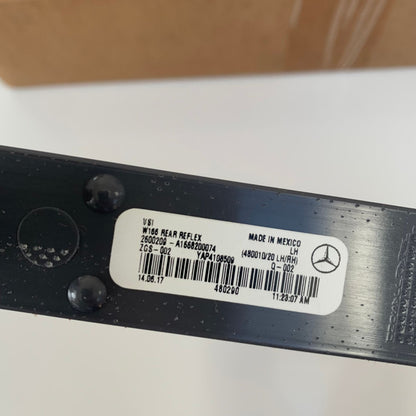 VSI
W166 REAR REFLEX MADE IN MEXICO
2600209 - A1668200074 LH
ZGS - 002 YAP4108509 (480010/20 LH/RH)
Q - 002
14.06.17 480290 11:23:07 AM